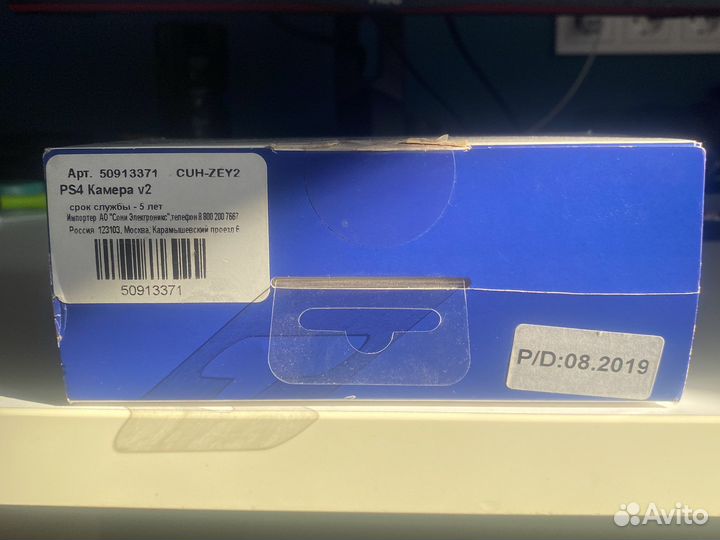 Арт. 50913371 CUH-ZEY2
PS4 Камера v2
срок службы - 5 лет
Импортер АО "Сони Электроникс",телефон 8 800 200 7667
Россия 123103, Москва, Карамышевский проезд 6
50913371
P/D:08.2019
Avito